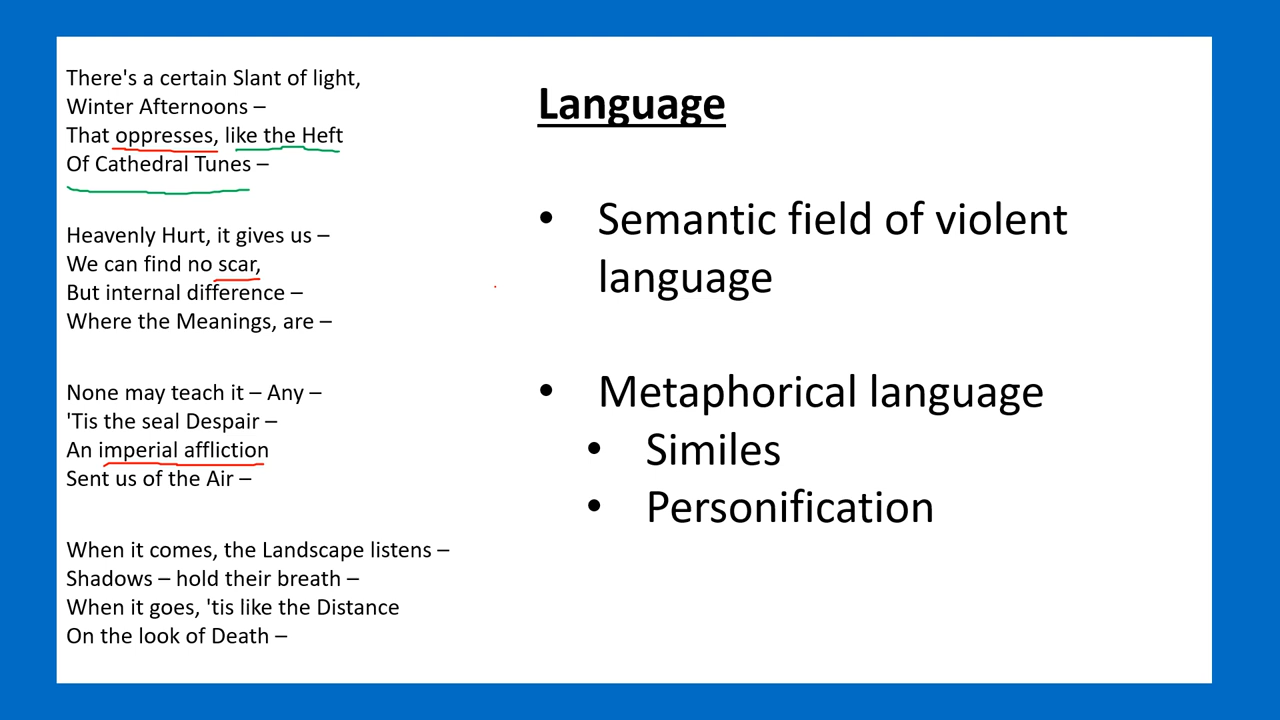 There's a certain Slant of light,
Winter Afternoons –
That oppresses, like the Heft
Of Cathedral Tunes –
Heavenly Hurt, it gives us –
We can find no scar,
But internal difference –
Where the Meanings, are –
None may teach it – Any –
'Tis the seal Despair –
An imperial affliction
Sent us of the Air –
When it comes, the Landscape listens –
Shadows – hold their breath –
When it goes, 'tis like the Distance
On the look of Death –
Language
• Semantic field of violent
language
• Metaphorical language
• Similes
• Personification